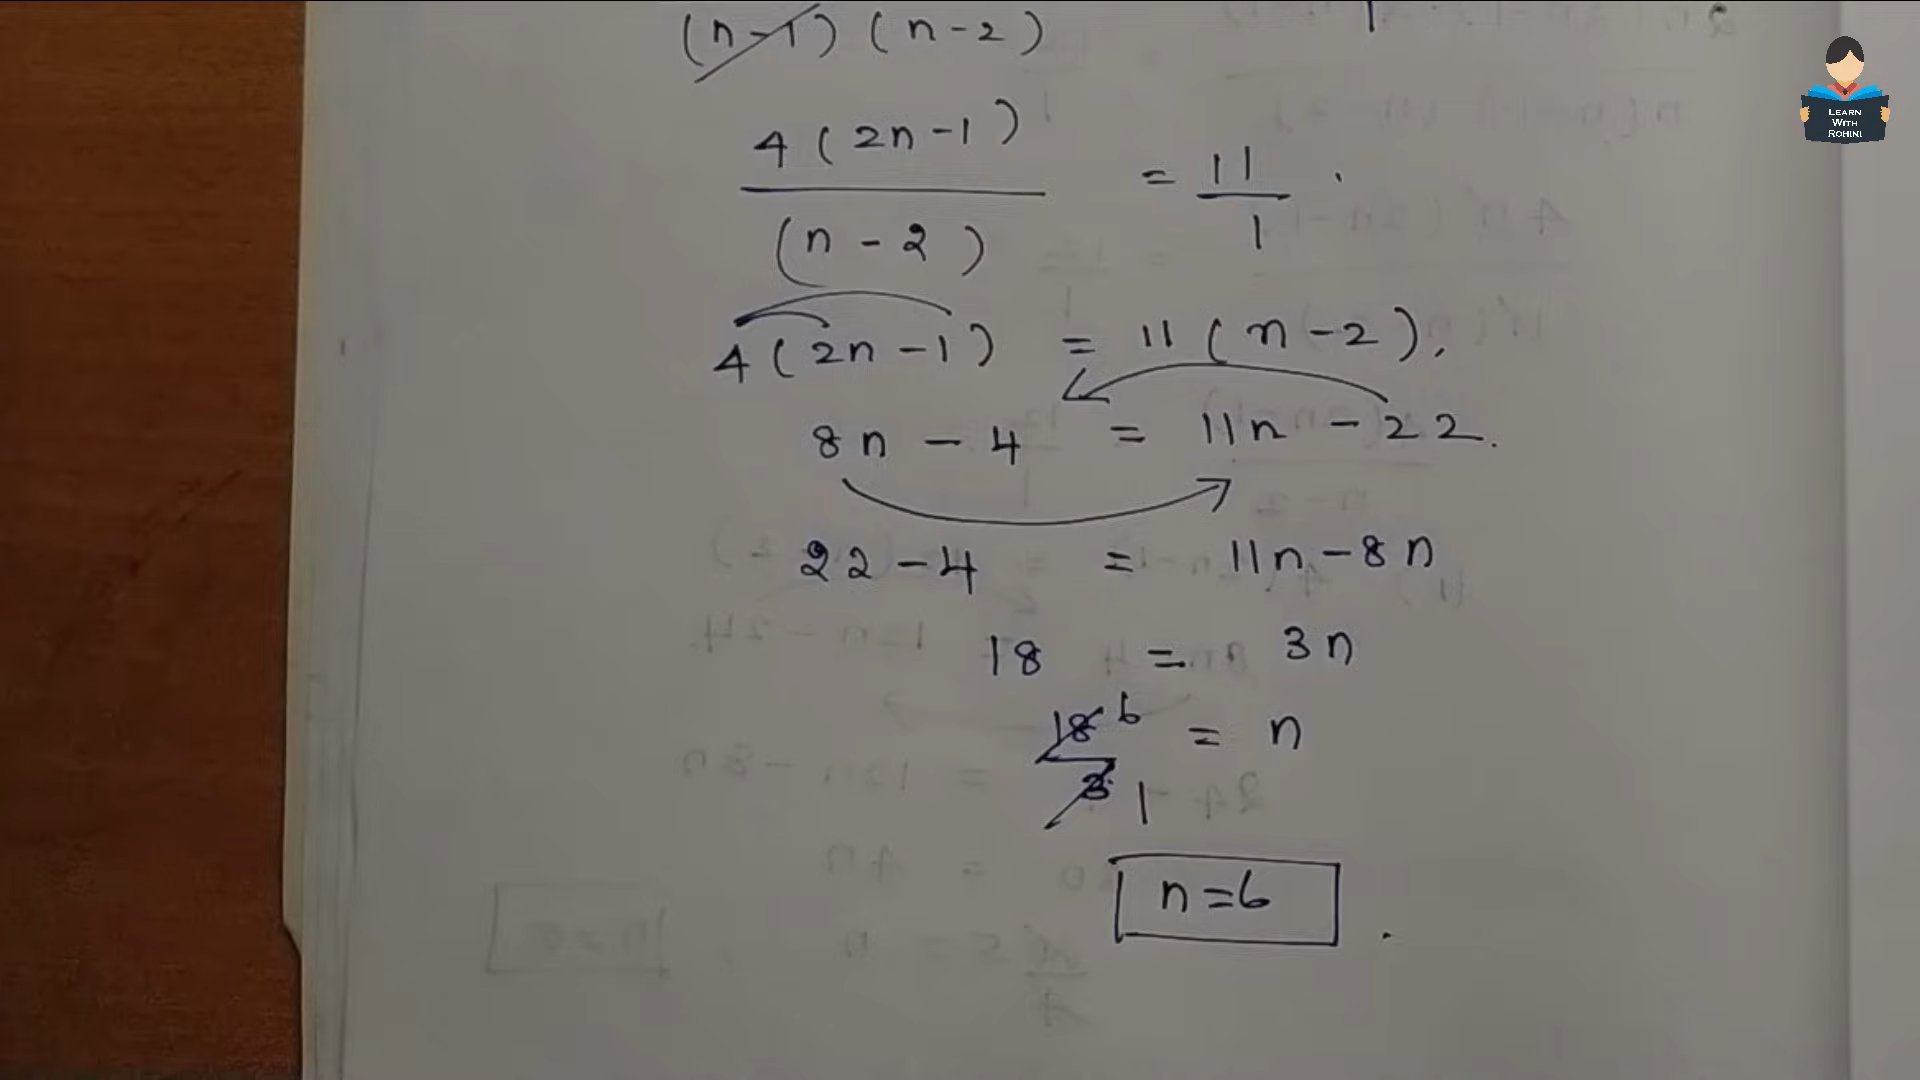 (n-1) (n-2)
4(2n-1) / (n-2) = 11/1
4(2n-1) = 11(n-2).
8n - 4 = 11n - 22.
22-4 = 11n-8n
18 = 3n
18 6 / 3 1 = n
n=6
LEARN
WITH
ROHINI